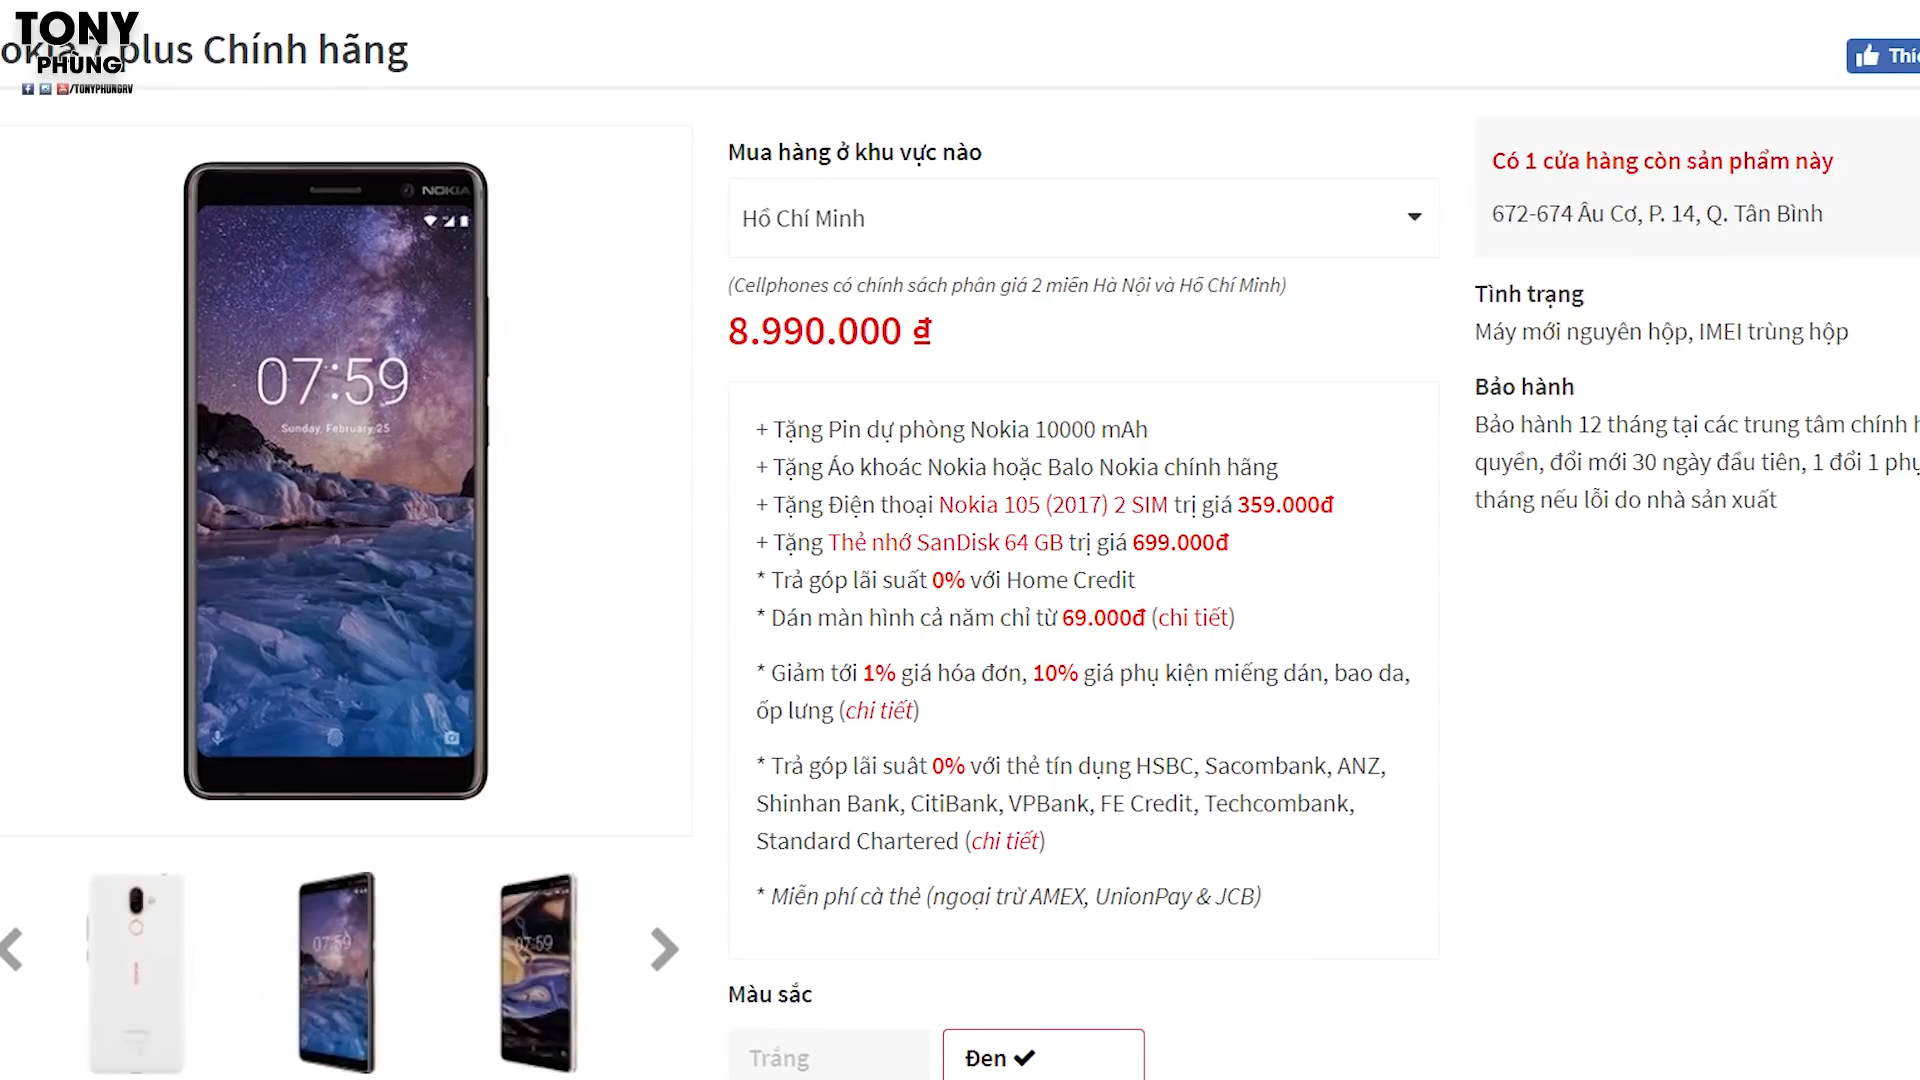 TONY
PHÙNG
/TONYPHUNGRV
okia 7 plus Chính hãng
Thíc
NOKIA
07:59
Sunday, February 25
Mua hàng ở khu vực nào
Hồ Chí Minh
(Cellphones có chính sách phân giá 2 miền Hà Nội và Hồ Chí Minh)
8.990.000 ₫
+ Tặng Pin dự phòng Nokia 10000 mAh
+ Tặng Áo khoác Nokia hoặc Balo Nokia chính hãng
+ Tặng Điện thoại Nokia 105 (2017) 2 SIM trị giá 359.000đ
+ Tặng Thẻ nhớ SanDisk 64 GB trị giá 699.000đ
* Trả góp lãi suất 0% với Home Credit
* Dán màn hình cả năm chỉ từ 69.000đ (chi tiết)
* Giảm tới 1% giá hóa đơn, 10% giá phụ kiện miếng dán, bao da,
ốp lưng (chi tiết)
* Trả góp lãi suât 0% với thẻ tín dụng HSBC, Sacombank, ANZ,
Shinhan Bank, CitiBank, VPBank, FE Credit, Techcombank,
Standard Chartered (chi tiết)
* Miễn phí cà thẻ (ngoại trừ AMEX, UnionPay & JCB)
Màu sắc
Trắng
Đen
Có 1 cửa hàng còn sản phẩm này
672-674 Âu Cơ, P. 14, Q. Tân Bình
Tình trạng
Máy mới nguyên hộp, IMEI trùng hộp
Bảo hành
Bảo hành 12 tháng tại các trung tâm chính h
quyền, đổi mới 30 ngày đầu tiên, 1 đổi 1 phụ
tháng nếu lỗi do nhà sản xuất
07:59
07:59